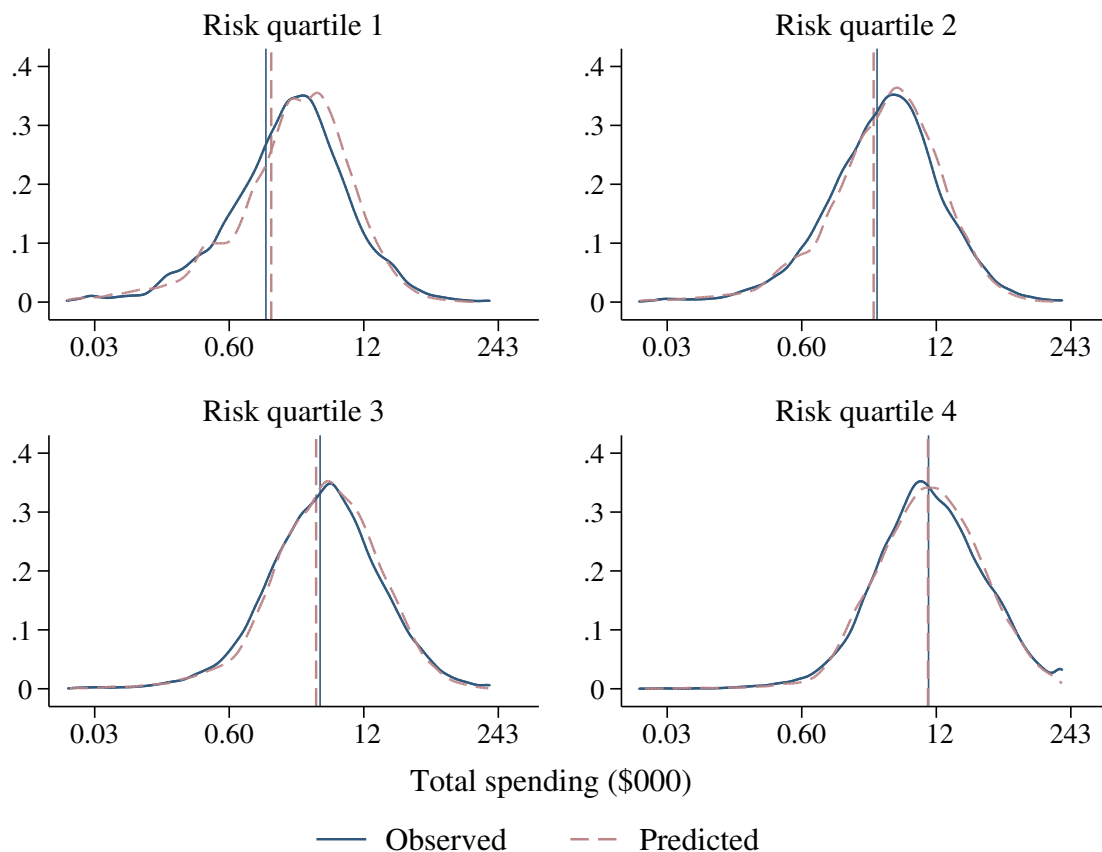 Risk quartile 1
Risk quartile 2
.4
.3
.2
.1
0
0.03 0.60 12 243
.4
.3
.2
.1
0
0.03 0.60 12 243
Risk quartile 3
Risk quartile 4
.4
.3
.2
.1
0
0.03 0.60 12 243
.4
.3
.2
.1
0
0.03 0.60 12 243
Total spending ($000)
Observed Predicted